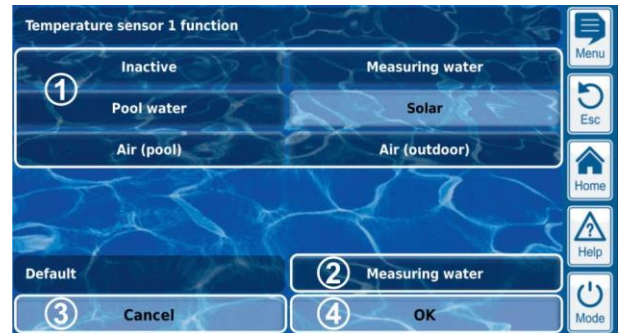 Temperature sensor 1 function
Menu
Inactive Measuring water
1
Pool water Solar
Esc
Air (pool) Air (outdoor)
Home
Help
Default 2 Measuring water
3 Cancel 4 OK
Mode